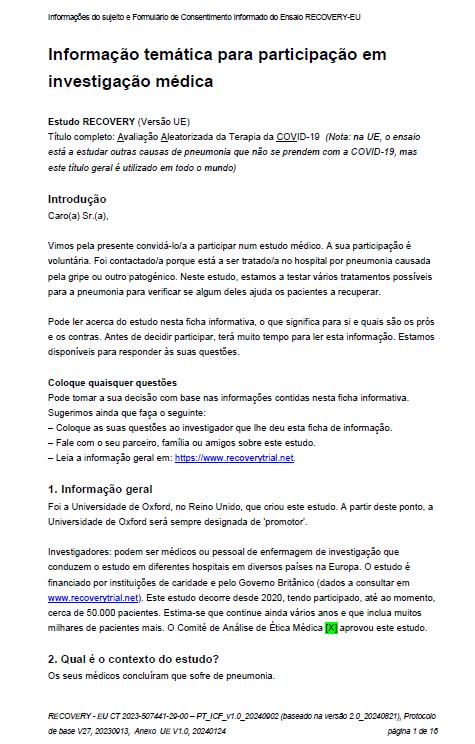 Informações do sujeito e Formulário de Consentimento Informado do Ensaio RECOVERY-EU
Informação temática para participação em
investigação médica
Estudo RECOVERY (Versão UE)
Título completo: Avaliação Aleatorizada da Terapia da COVID-19 (Nota: na UE, o ensaio
está a estudar outras causas de pneumonia que não se prendem com a COVID-19, mas
este título geral é utilizado em todo o mundo)
Introdução
Caro(a) Sr.(a),
Vimos pela presente convidá-lo/a a participar num estudo médico. A sua participação é
voluntária. Foi contactado/a porque está a ser tratado/a no hospital por pneumonia causada
pela gripe ou outro patogénico. Neste estudo, estamos a testar vários tratamentos possíveis
para a pneumonia para verificar se algum deles ajuda os pacientes a recuperar.
Pode ler acerca do estudo nesta ficha informativa, o que significa para si e quais são os prós
e os contras. Antes de decidir participar, terá muito tempo para ler esta informação. Estamos
disponíveis para responder às suas questões.
Coloque quaisquer questões
Pode tomar a sua decisão com base nas informações contidas nesta ficha informativa.
Sugerimos ainda que faça o seguinte:
– Coloque as suas questões ao investigador que lhe deu esta ficha de informação.
– Fale com o seu parceiro, família ou amigos sobre este estudo.
– Leia a informação geral em: https://www.recoverytrial.net.
1. Informação geral
Foi a Universidade de Oxford, no Reino Unido, que criou este estudo. A partir deste ponto, a
Universidade de Oxford será sempre designada de 'promotor'.
Investigadores: podem ser médicos ou pessoal de enfermagem de investigação que
conduzem o estudo em diferentes hospitais em diversos países na Europa. O estudo é
financiado por instituições de caridade e pelo Governo Britânico (dados a consultar em
www.recoverytrial.net). Este estudo decorre desde 2020, tendo participado, até ao momento,
cerca de 50.000 pacientes. Estima-se que continue ainda vários anos e que inclua muitos
milhares de pacientes mais. O Comité de Análise de Ética Médica [X] aprovou este estudo.
2. Qual é o contexto do estudo?
Os seus médicos concluíram que sofre de pneumonia.
RECOVERY - EU CT 2023-507441-29-00 – PT_ICF_v1.0_20240902 (baseado na versão 2.0_20240821), Protocolo
de base V27, 20230913, Anexo UE V1.0, 20240124
página 1 de 16